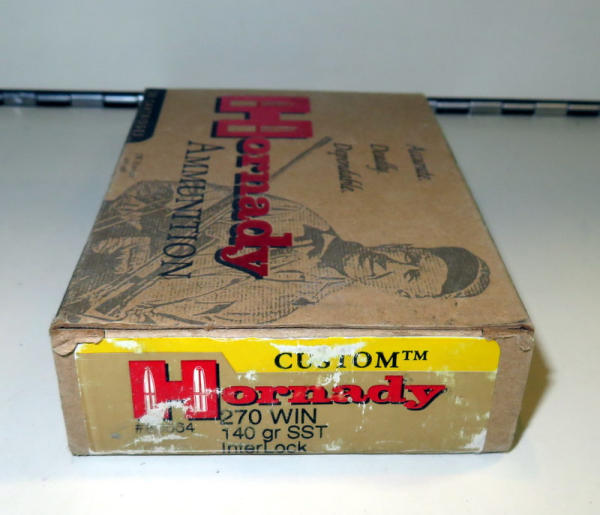 Hornady
AMMUNITION
Accurate.
Deadly.
Dependable.
CUSTOM™
Hornady
270 WIN
140 gr SST
InterLock